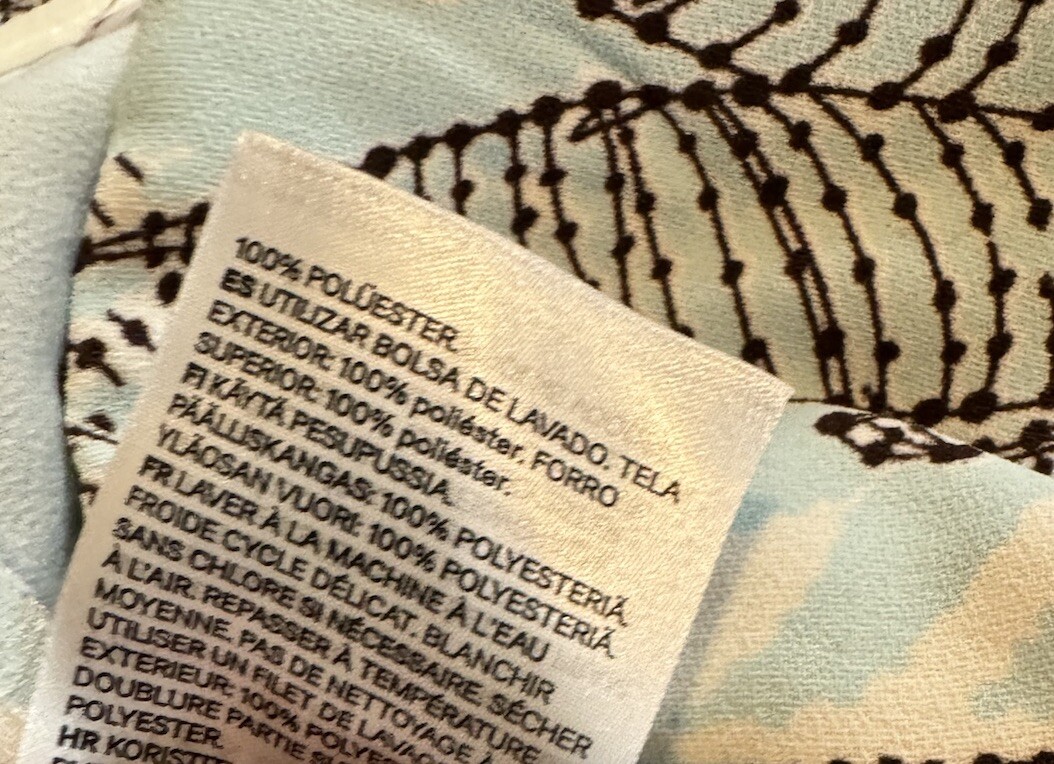 100% POLÜESTER.
ES UTILIZAR BOLSA DE LAVADO. TELA
EXTERIOR: 100% poliéster. FORRO
SUPERIOR: 100% poliéster.
FI KÄYTÄ PESUPUSSIA.
PÄÄLLISKANGAS: 100% POLYESTERIÄ.
YLÄOSAN VUORI: 100% POLYESTERIÄ.
FR LAVER À LA MACHINE À L'EAU
FROIDE CYCLE DÉLICAT. BLANCHIR
SANS CHLORE SI NÉCESSAIRE. SÉCHER
À L'AIR. REPASSER À TEMPÉRATURE
MOYENNE. PAS DE NETTOYAGE À
UTILISER UN FILET DE LAVAGE
EXTERIEUR: 100%
DOUBLURE PARTIE
POLYESTER.
HR